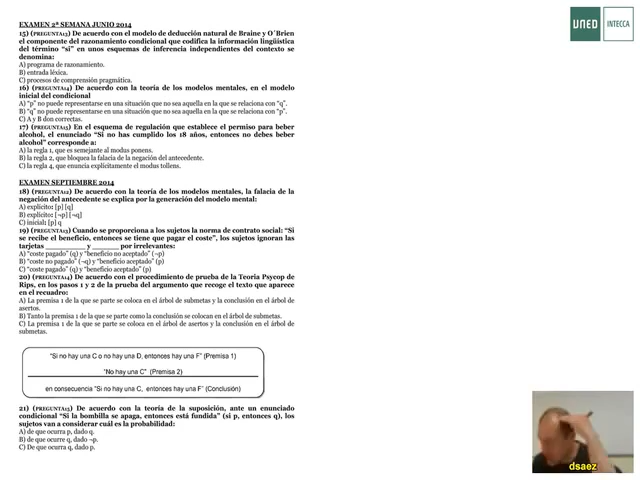 EXAMEN 2ª SEMANA JUNIO 2014
15) (PREGUNTA13) De acuerdo con el modelo de deducción natural de Braine y O´Brien
el componente del razonamiento condicional que codifica la información lingüística
del término “si” en unos esquemas de inferencia independientes del contexto se
denomina:
A) programa de razonamiento.
B) entrada léxica.
C) procesos de comprensión pragmática.
16) (PREGUNTA14) De acuerdo con la teoría de los modelos mentales, en el modelo
inicial del condicional
A) “p” no puede representarse en una situación que no sea aquella en la que se relaciona con “q”.
B) “q” no puede representarse en una situación que no sea aquella en la que se relaciona con “p”.
C) A y B don correctas.
17) (PREGUNTA15) En el esquema de regulación que establece el permiso para beber
alcohol, el enunciado “Si no has cumplido los 18 años, entonces no debes beber
alcohol” corresponde a:
A) la regla 1, que es semejante al modus ponens.
B) la regla 2, que bloquea la falacia de la negación del antecedente.
C) la regla 4, que enuncia explícitamente el modus tollens.
EXAMEN SEPTIEMBRE 2014
18) (PREGUNTA12) De acuerdo con la teoría de los modelos mentales, la falacia de la
negación del antecedente se explica por la generación del modelo mental:
A) explícito: [p] [q]
B) explícito: [¬p] [¬q]
C) inicial: [p] q
19) (PREGUNTA13) Cuando se proporciona a los sujetos la norma de contrato social: “Si
se recibe el beneficio, entonces se tiene que pagar el coste”, los sujetos ignoran las
tarjetas _________ y ______ por irrelevantes:
A) “coste pagado” (q) y “beneficio no aceptado” (¬p)
B) “coste no pagado” (¬q) y “beneficio aceptado” (p)
C) “coste pagado” (q) y “beneficio aceptado” (p)
20) (PREGUNTA14) De acuerdo con el procedimiento de prueba de la Teoría Psycop de
Rips, en los pasos 1 y 2 de la prueba del argumento que recoge el texto que aparece
en el recuadro:
A) La premisa 1 de la que se parte se coloca en el árbol de submetas y la conclusión en el árbol de
asertos.
B) Tanto la premisa 1 de la que se parte como la conclusión se colocan en el árbol de submetas.
C) La premisa 1 de la que se parte se coloca en el árbol de asertos y la conclusión en el árbol de
submetas.
“Si no hay una C o no hay una D, entonces hay una F” (Premisa 1)
“No hay una C” (Premisa 2)
en consecuencia “Si no hay una C, entonces hay una F” (Conclusión)
21) (PREGUNTA15) De acuerdo con la teoría de la suposición, ante un enunciado
condicional “Si la bombilla se apaga, entonces está fundida” (si p, entonces q), los
sujetos van a considerar cuál es la probabilidad:
A) de que ocurra p, dado q.
B) de que ocurre q, dado ¬p.
C) De que ocurra q, dado p.
UNED
INTECCA
dsaez